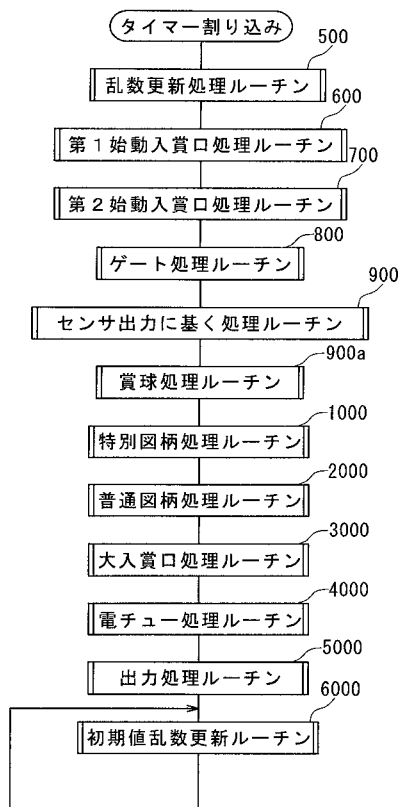 タイマー割り込み
500
乱数更新処理ルーチン
600
第1始動入賞口処理ルーチン
700
第2始動入賞口処理ルーチン
800
ゲート処理ルーチン
900
センサ出力に基く処理ルーチン
900a
賞球処理ルーチン
1000
特別図柄処理ルーチン
2000
普通図柄処理ルーチン
3000
大入賞口処理ルーチン
4000
電チュー処理ルーチン
5000
出力処理ルーチン
6000
初期値乱数更新ルーチン